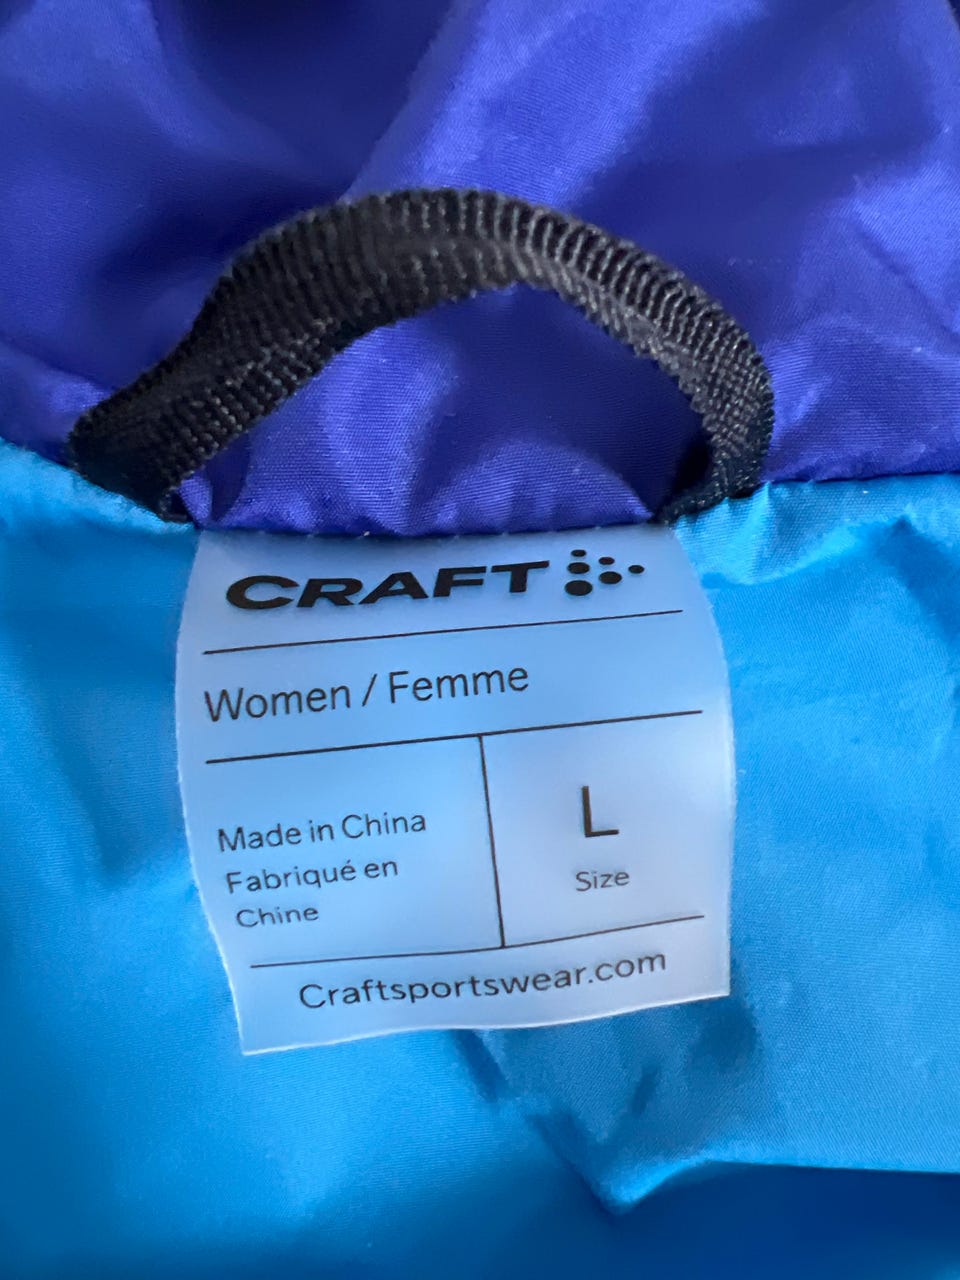 CRAFT
Women / Femme
Made in China
Fabriqué en
Chine
L
Size
Craftsportswear.com